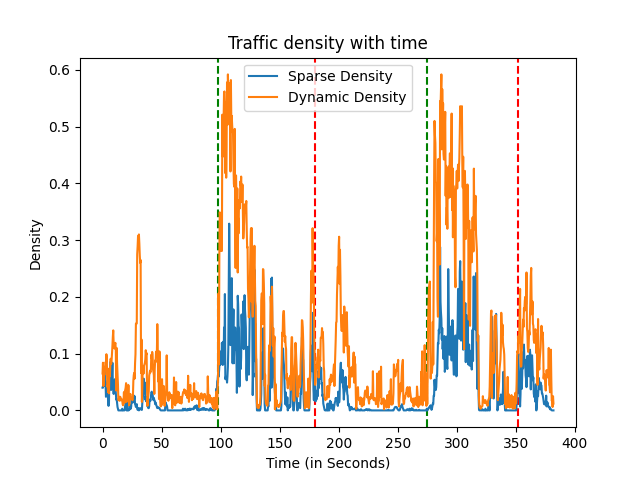 Traffic density with time
Sparse Density
Dynamic Density
0.6
0.5
0.4
0.3
0.2
0.1
0.0
Density
0 50 100 150 200 250 300 350 400
Time (in Seconds)